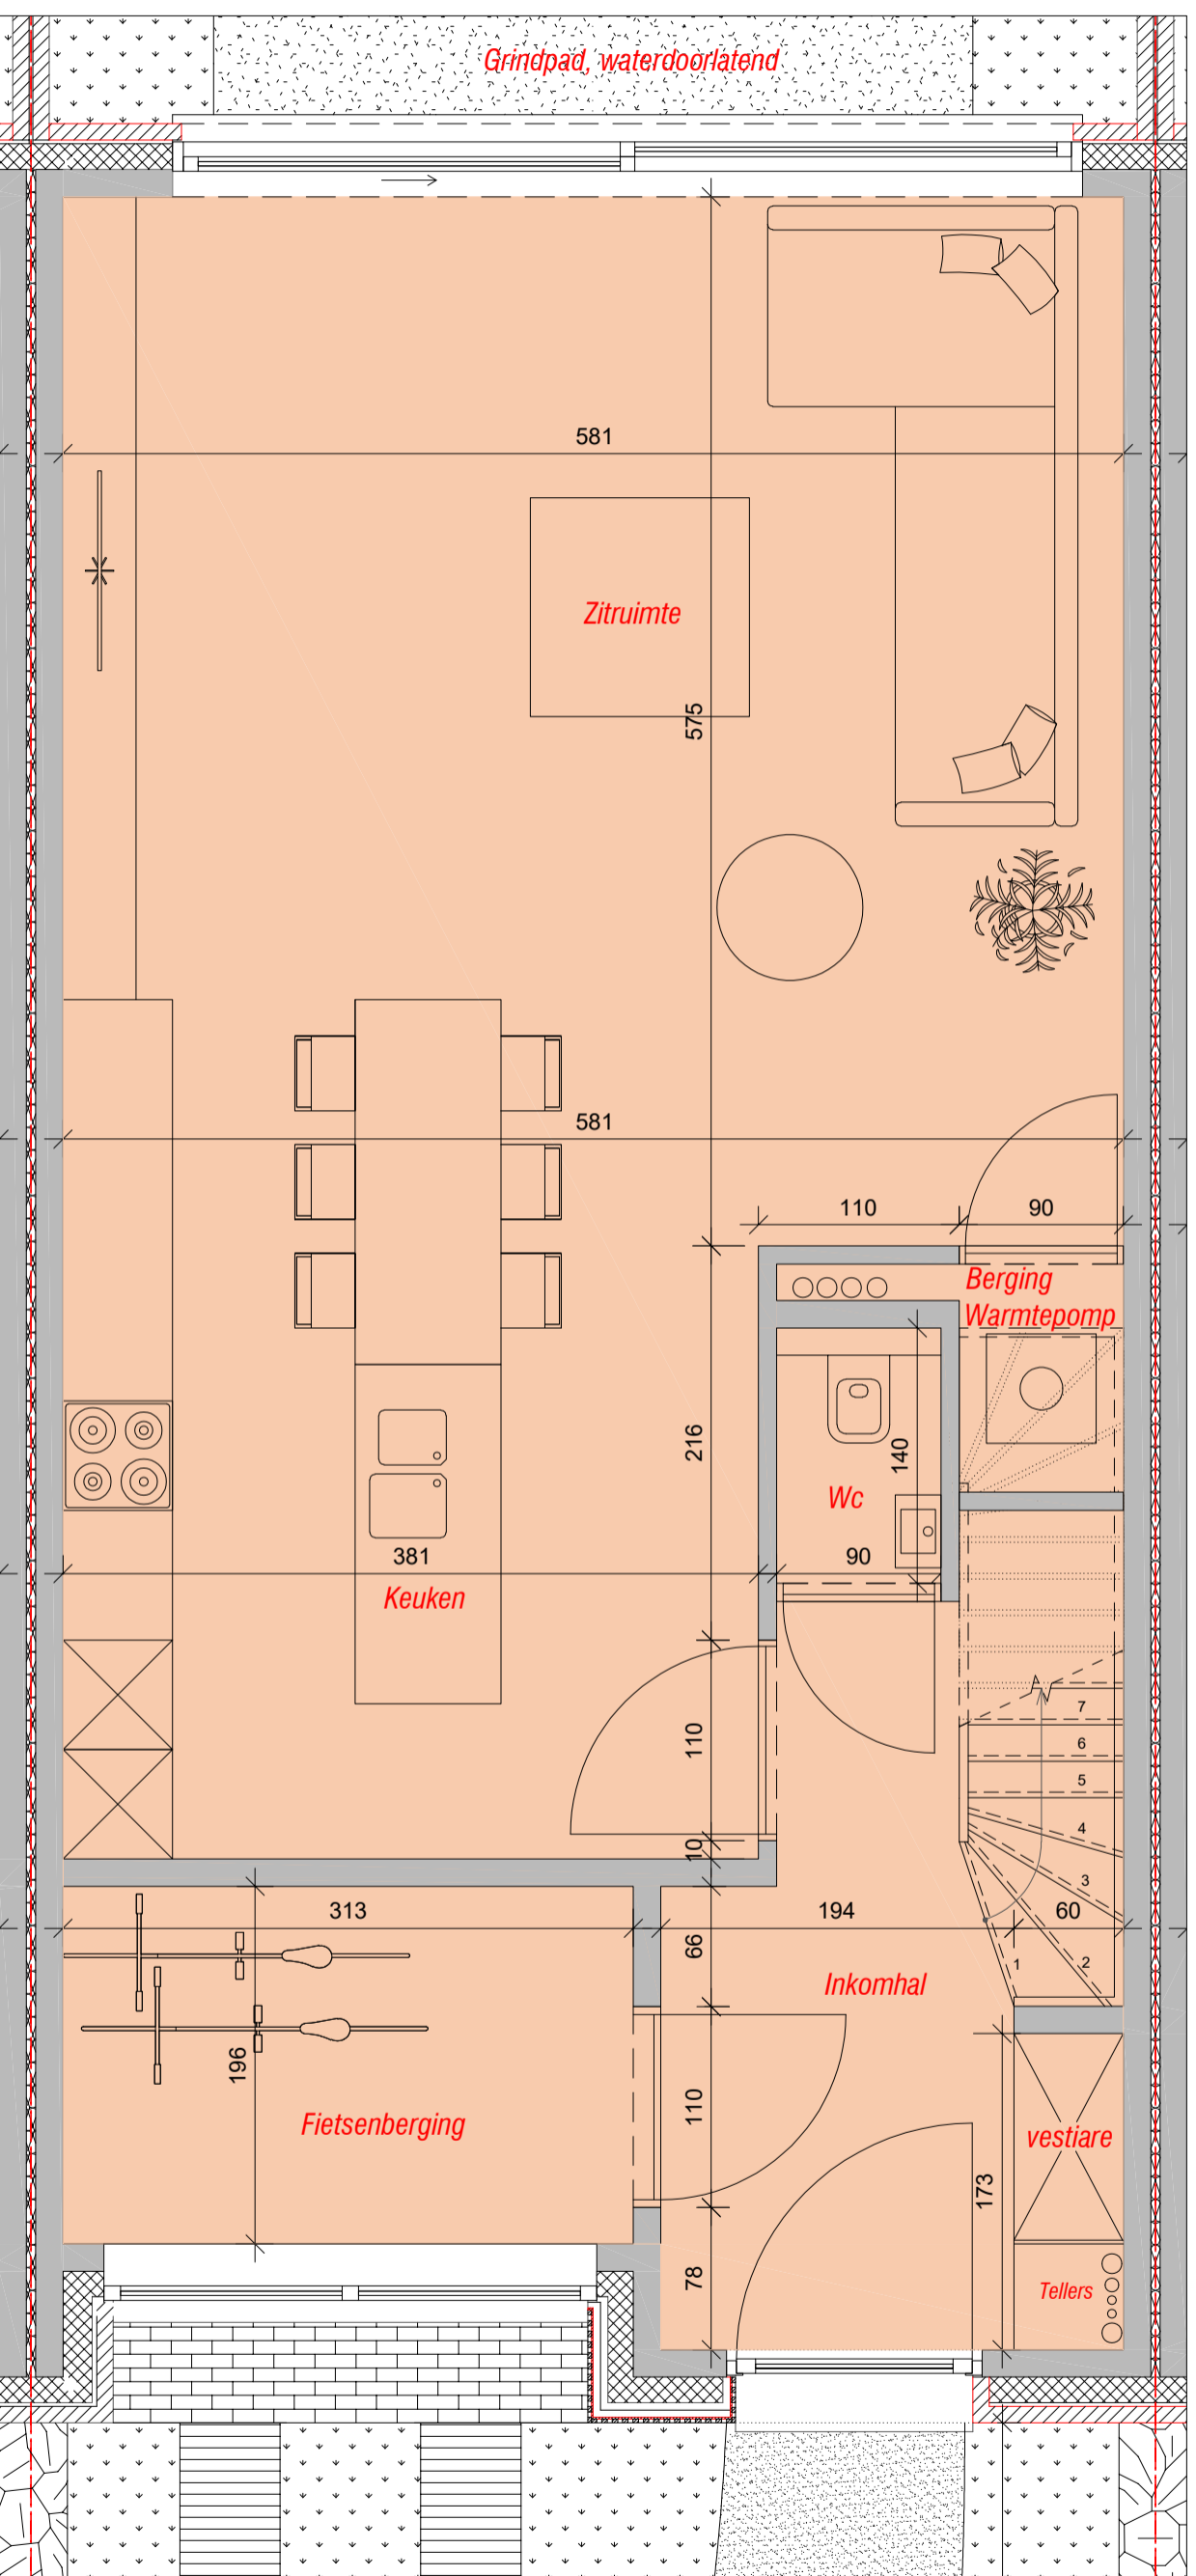 Grindpad, waterdoorlatend
581
Zitruimte
575
581
110
90
Berging
Warmtepomp
216
140
Wc
381
90
Keuken
7
6
5
110
4
10
3
313
194
60
66
2
1
Inkomhal
196
110
Fietsenberging
vestiare
173
78
Tellers